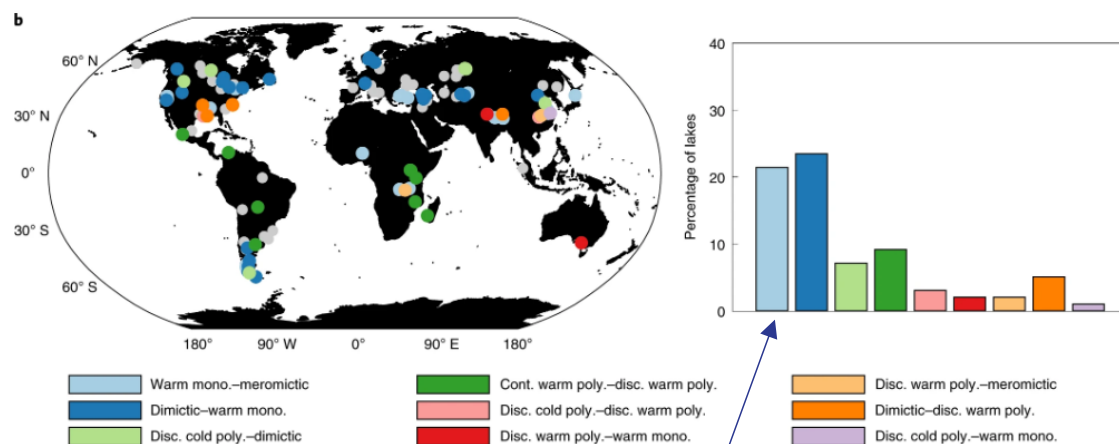 b
60° N
30° N
0°
30° S
60° S
180° 90° W 0° 90° E 180°
Percentage of lakes
40
30
20
10
0
Warm mono.–meromictic
Dimictic–warm mono.
Disc. cold poly.–dimictic
Cont. warm poly.–disc. warm poly.
Disc. cold poly.–disc. warm poly.
Disc. warm poly.–warm mono.
Disc. warm poly.–meromictic
Dimictic–disc. warm poly.
Disc. cold poly.–warm mono.